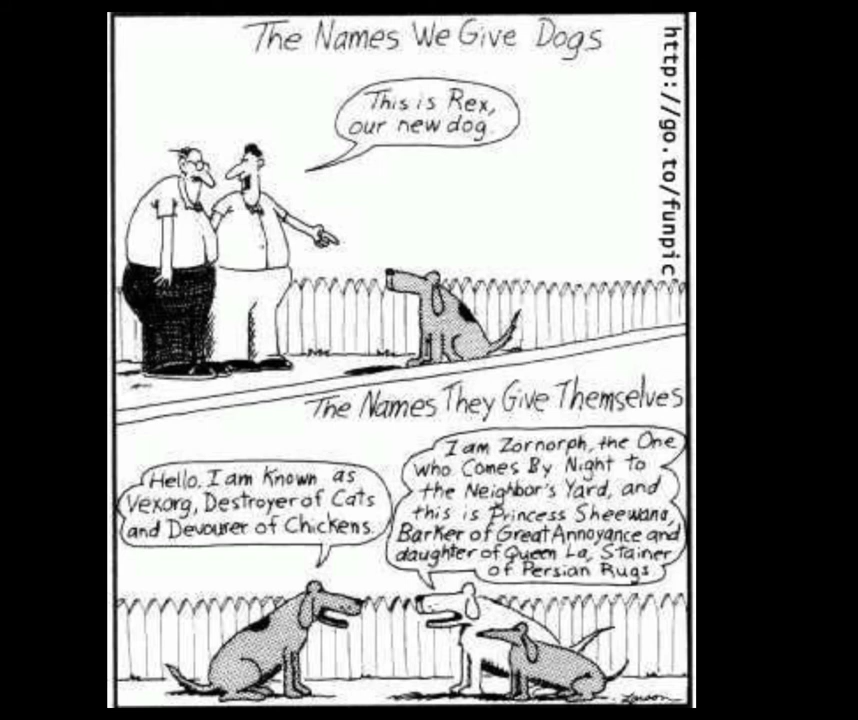 The Names We Give Dogs
http://go.to/funpic
This is Rex,
our new dog.
The Names They Give Themselves
Hello. I am known as
Vexorg, Destroyer of Cats
and Devourer of Chickens.
I am Zornorph, the One
who Comes By Night to
the Neighbor's Yard, and
this is Princess Sheewana,
Barker of Great Annoyance and
daughter of Queen La, Stainer
of Persian Rugs.
Larson